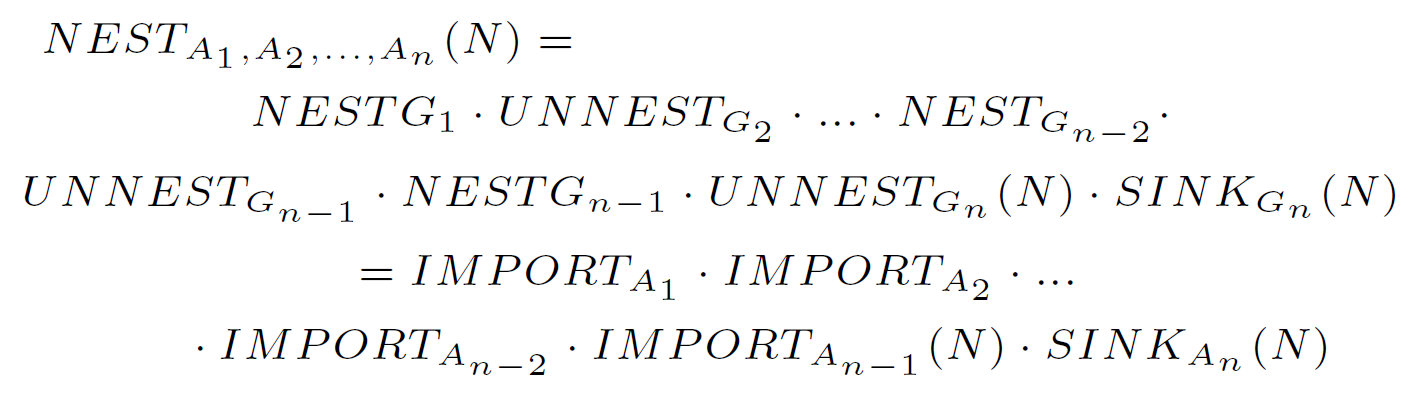 NEST_{A_1,A_2,...,A_n}(N) =
NESTG_1 · UNNEST_{G_2} · ... · NEST_{G_{n-2}} ·
UNNEST_{G_{n-1}} · NESTG_{n-1} · UNNEST_{G_n}(N) · SINK_{G_n}(N)
= IMPORT_{A_1} · IMPORT_{A_2} · ...
· IMPORT_{A_{n-2}} · IMPORT_{A_{n-1}}(N) · SINK_{A_n}(N)